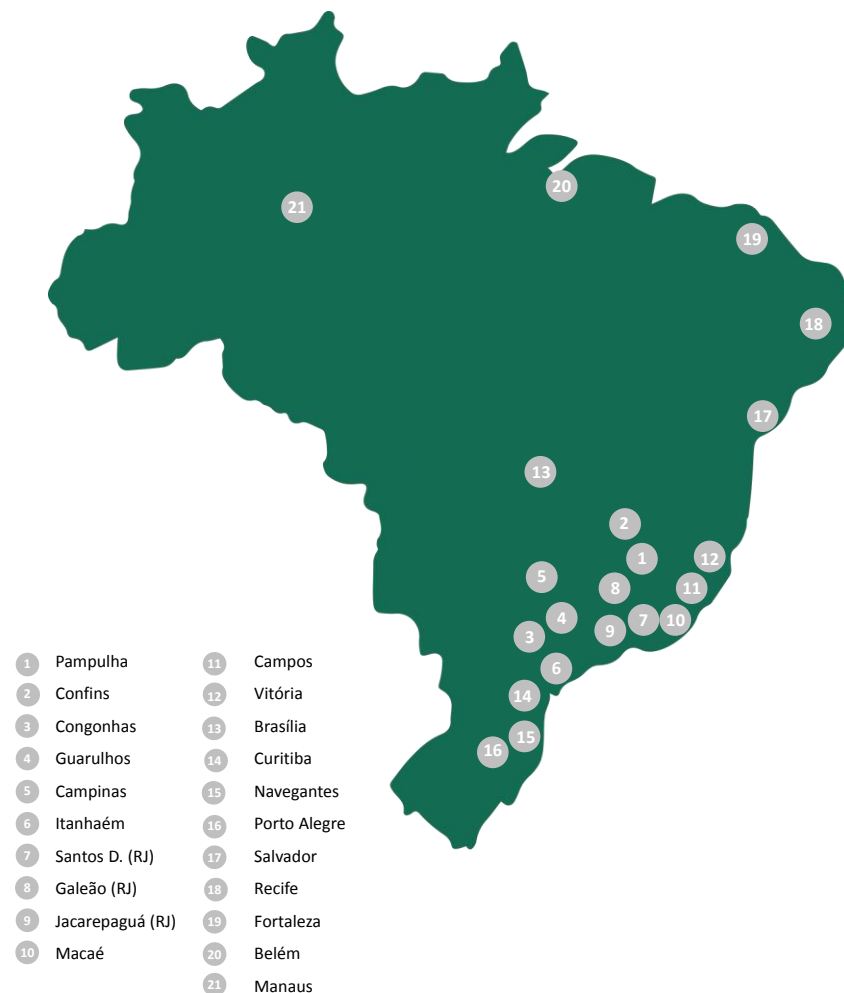 21
20
19
18
17
13
2
1
12
5
8
11
4
7
10
9
3
6
14
15
16
1 Pampulha
2 Confins
3 Congonhas
4 Guarulhos
5 Campinas
6 Itanhaém
7 Santos D. (RJ)
8 Galeão (RJ)
9 Jacarepaguá (RJ)
10 Macaé
11 Campos
12 Vitória
13 Brasília
14 Curitiba
15 Navegantes
16 Porto Alegre
17 Salvador
18 Recife
19 Fortaleza
20 Belém
21 Manaus